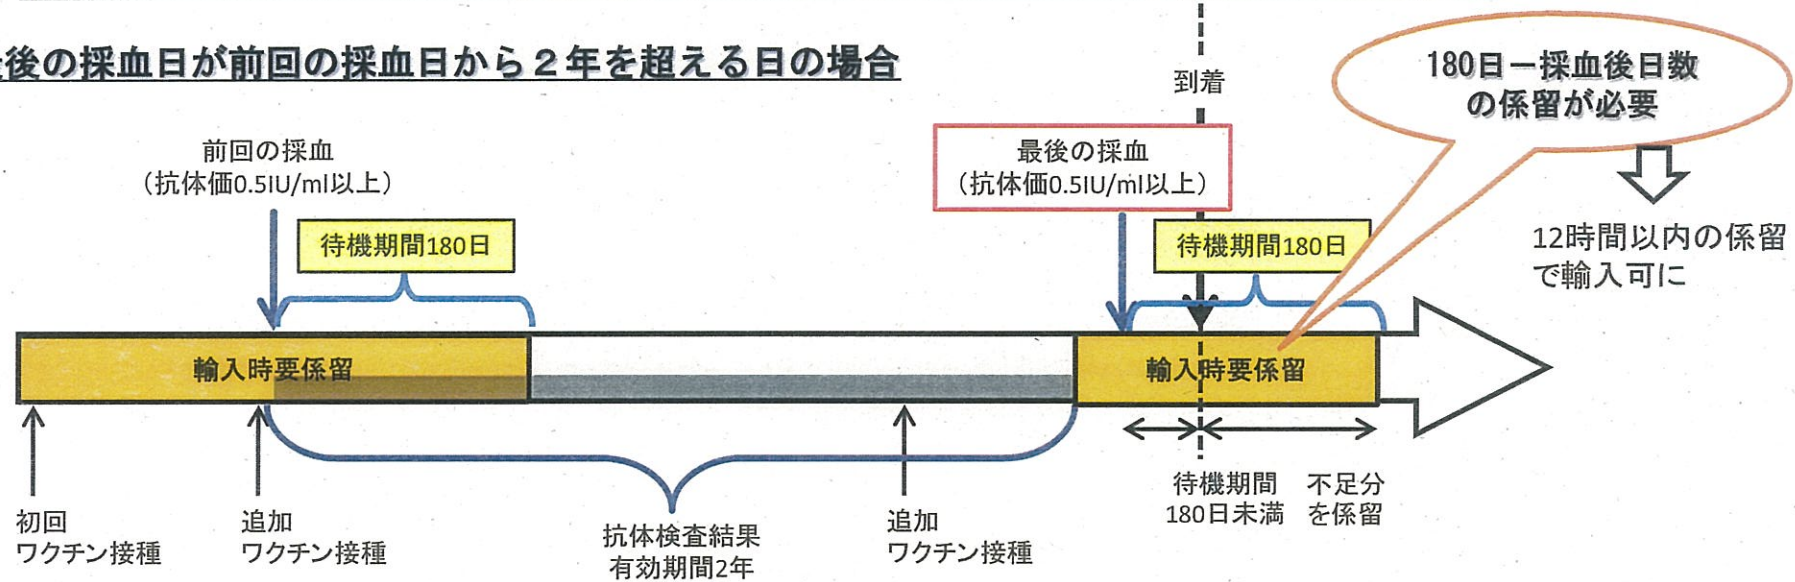 後の採血日が前回の採血日から２年を超える日の場合
到着
180日－採血後日数
の係留が必要
前回の採血
（抗体価0.5IU/ml以上）
最後の採血
（抗体価0.5IU/ml以上）
待機期間180日
待機期間180日
12時間以内の係留
で輸入可に
輸入時要係留
輸入時要係留
初回
ワクチン接種
追加
ワクチン接種
抗体検査結果
有効期間2年
追加
ワクチン接種
待機期間
180日未満
不足分
を係留